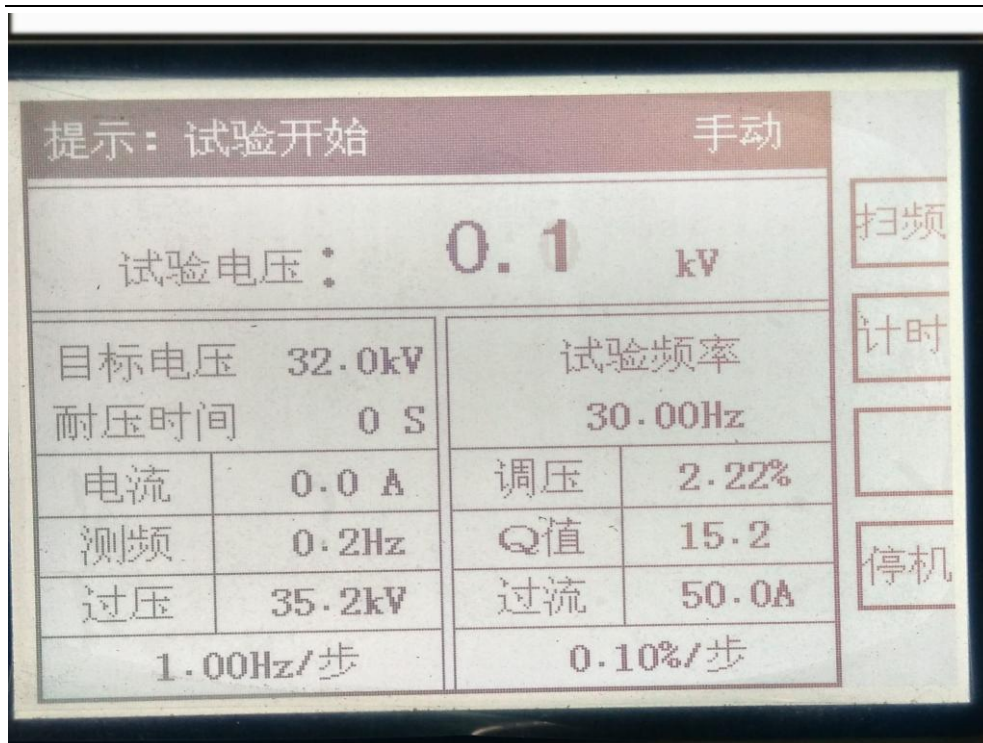 提示：试验开始 手动
试验电压： 0.1 kV
目标电压 32.0kV
耐压时间 0 S
试验频率
30.00Hz
电流 0.0 A 调压 2.22%
测频 0.2Hz Q值 15.2
过压 35.2kV 过流 50.0A
1.00Hz/步 0.10%/步
扫频
计时
停机